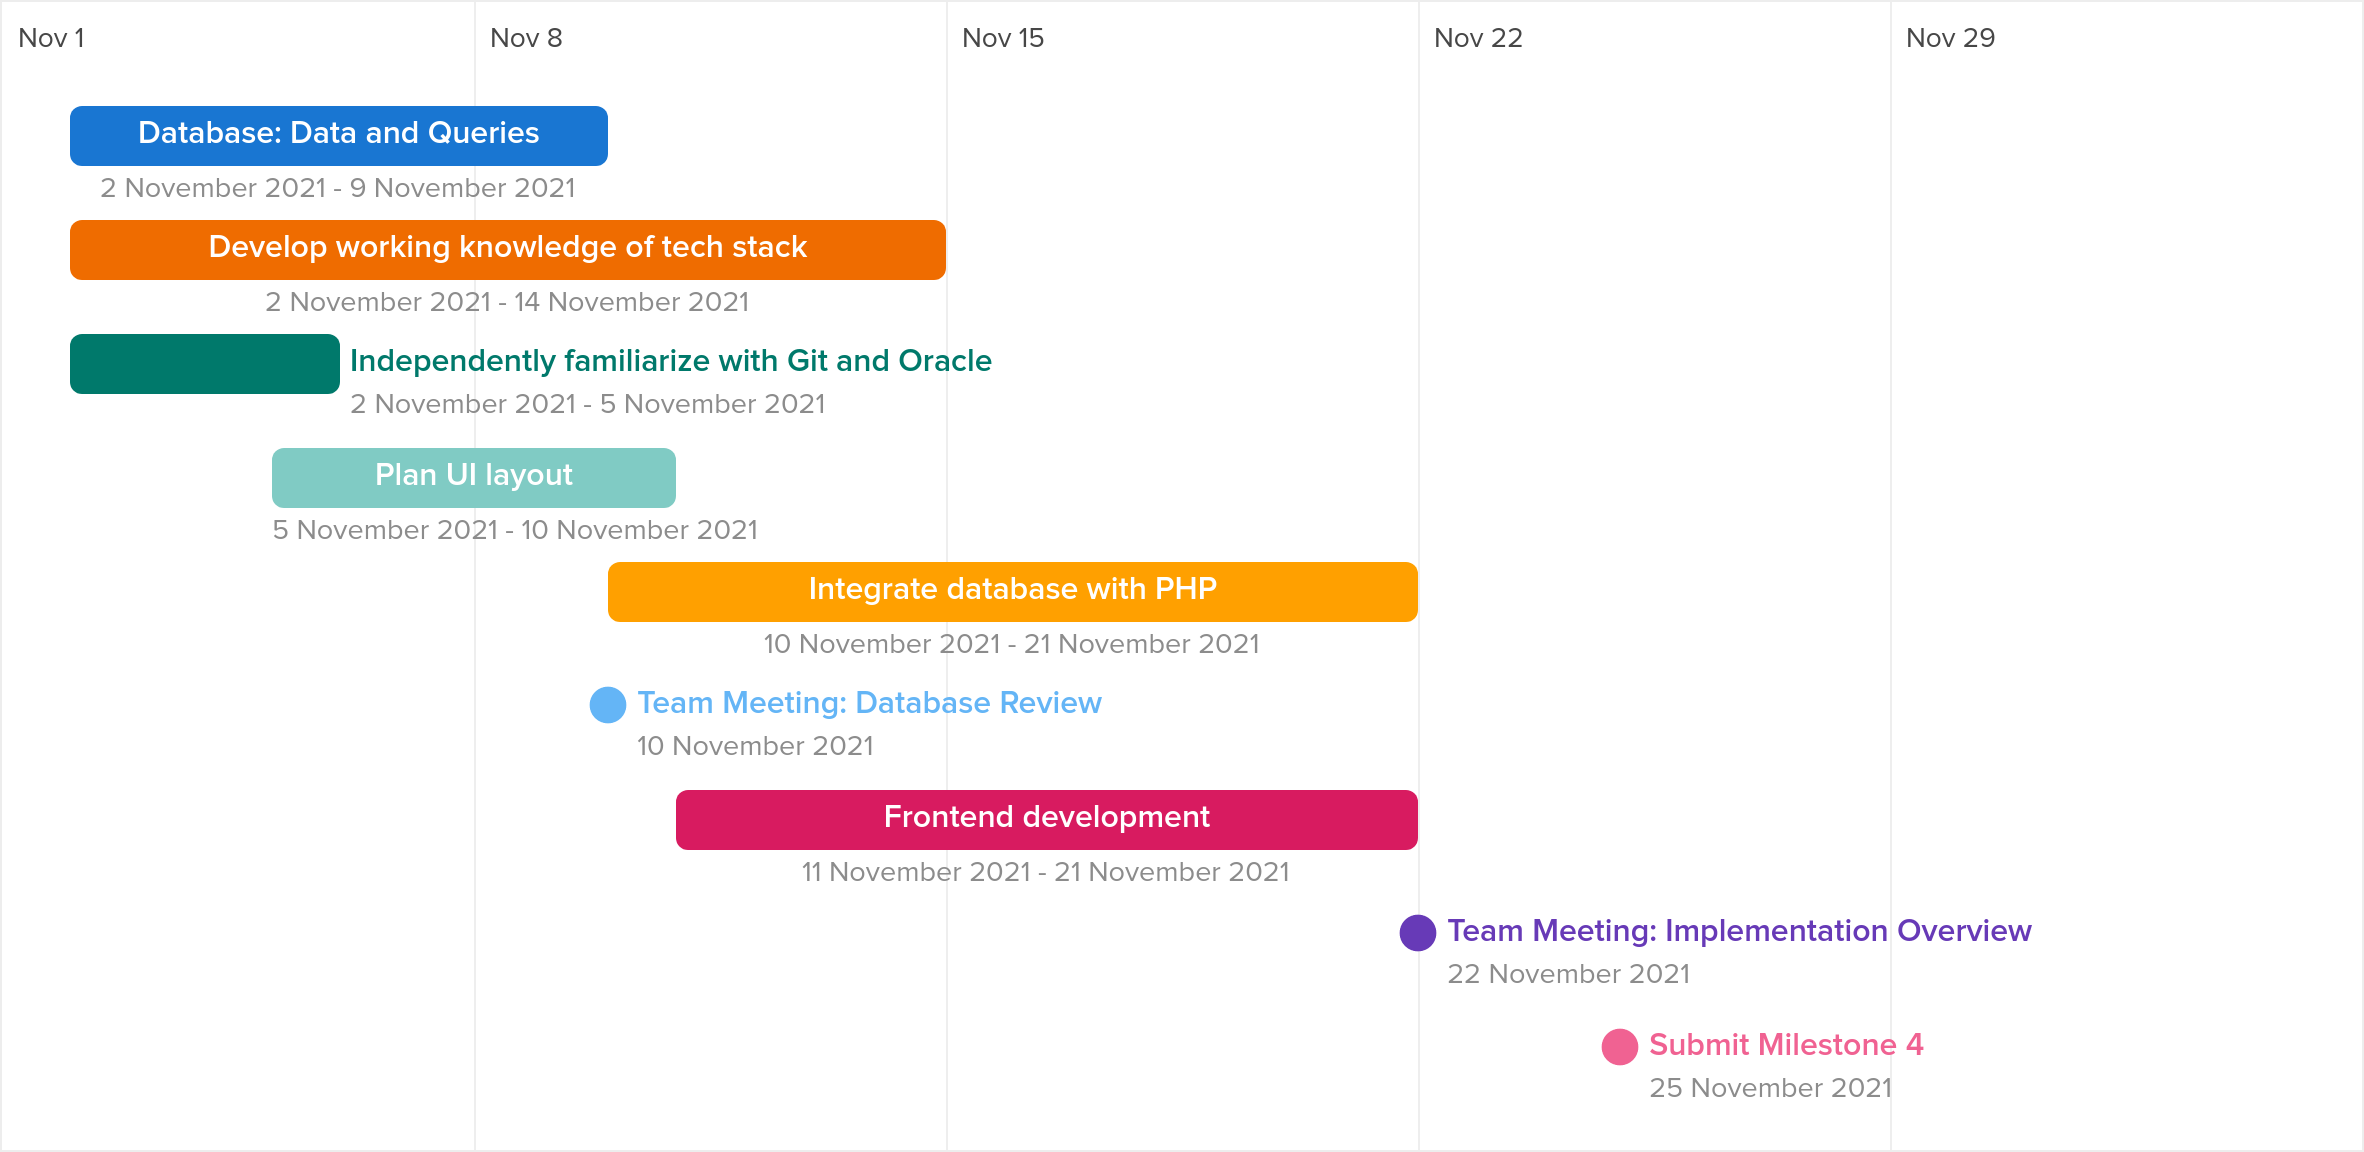 Nov 1
Nov 8
Nov 15
Nov 22
Nov 29
Database: Data and Queries
2 November 2021 - 9 November 2021
Develop working knowledge of tech stack
2 November 2021 - 14 November 2021
Independently familiarize with Git and Oracle
2 November 2021 - 5 November 2021
Plan UI layout
5 November 2021 - 10 November 2021
Integrate database with PHP
10 November 2021 - 21 November 2021
Team Meeting: Database Review
10 November 2021
Frontend development
11 November 2021 - 21 November 2021
Team Meeting: Implementation Overview
22 November 2021
Submit Milestone 4
25 November 2021